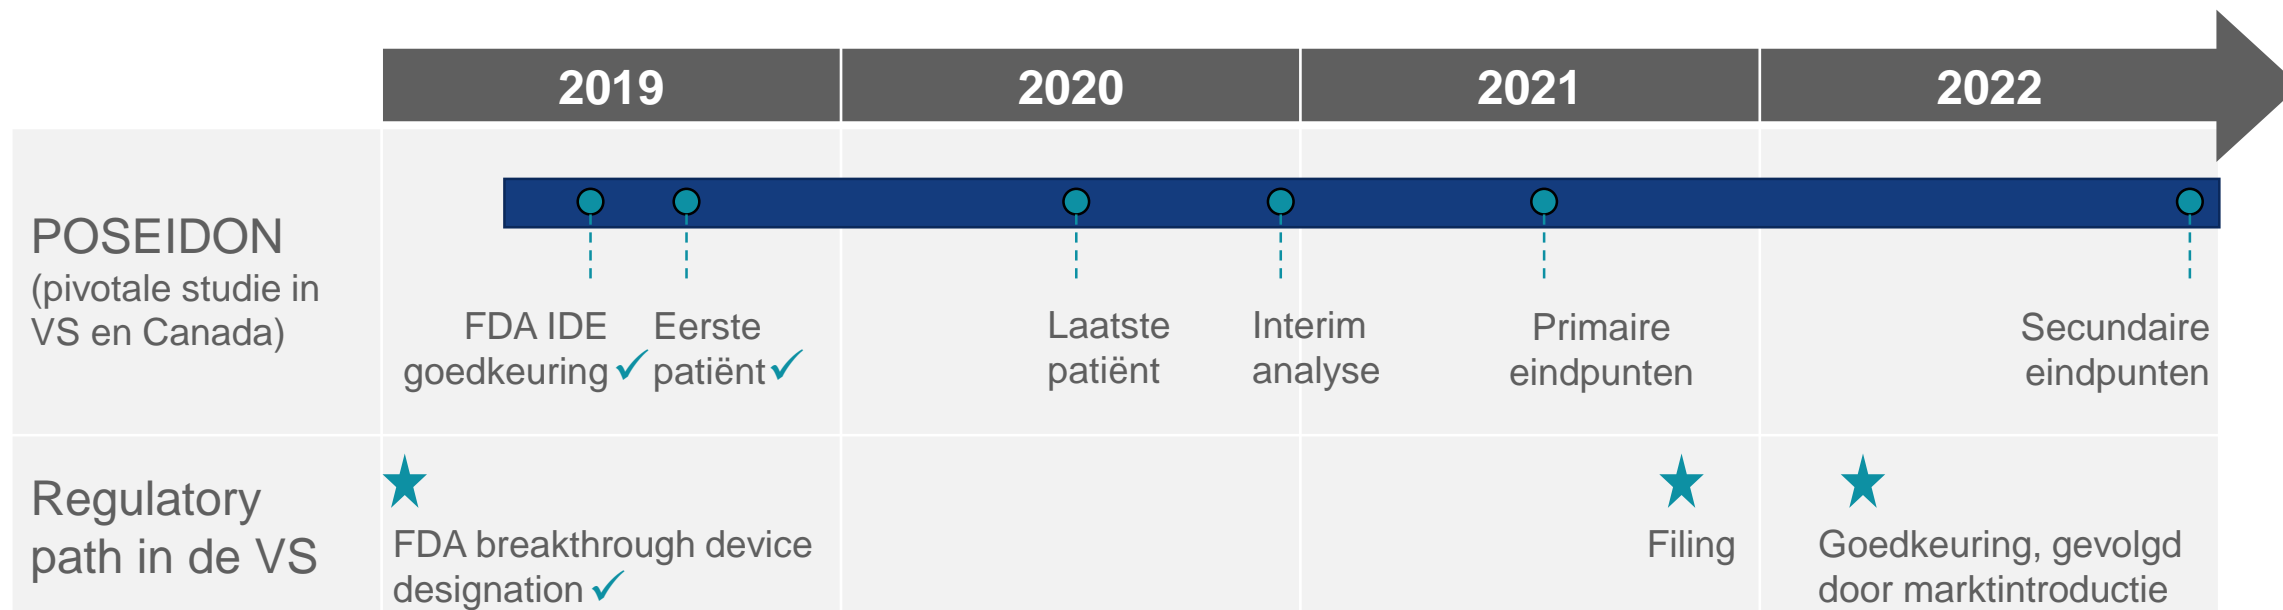 2019
2020
2021
2022
POSEIDON
(pivotale studie in
VS en Canada)
FDA IDE
goedkeuring ✓
Eerste
patiënt ✓
Laatste
patiënt
Interim
analyse
Primaire
eindpunten
Secundaire
eindpunten
Regulatory
path in de VS
FDA breakthrough device
designation ✓
Filing
Goedkeuring, gevolgd
door marktintroductie